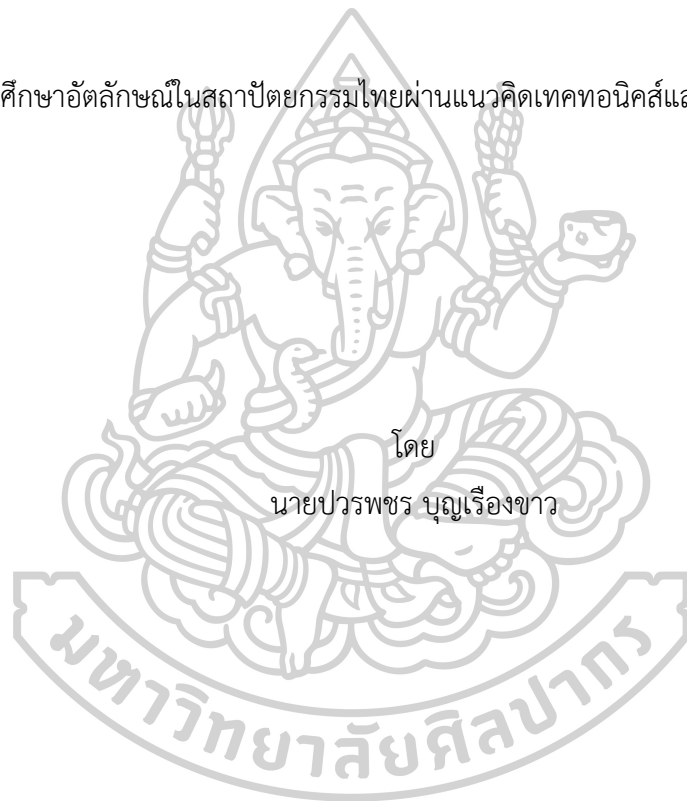 ศึกษาอัตลักษณ์ในสถาปัตยกรรมไทยผ่านแนวคิดเทคทอนิคส์และ
โดย
นายปวรพชร บุญเรืองขาว
มหาวิทยาลัยศิลปากร